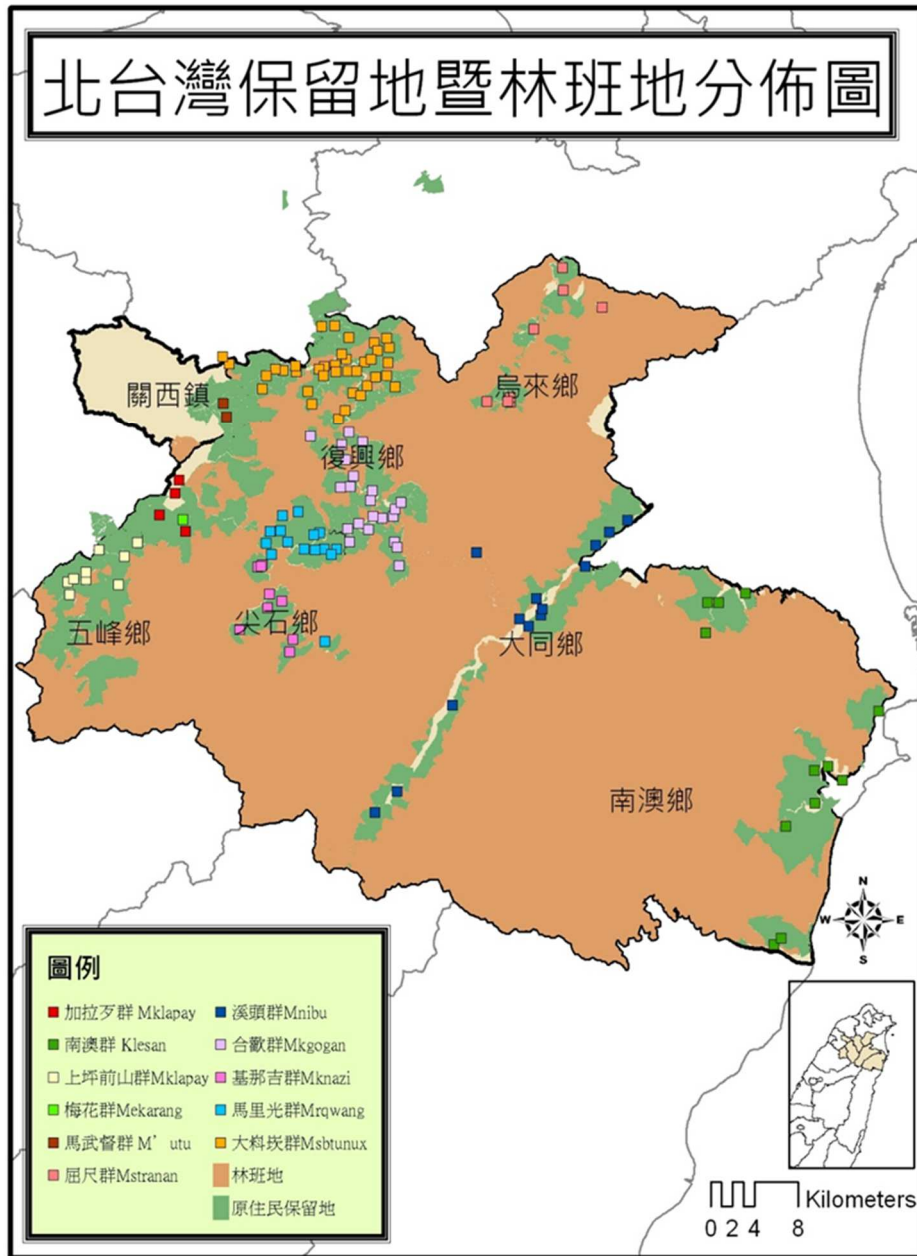 北台灣保留地暨林班地分佈圖
關西鎮
烏來鄉
復興鄉
五峰鄉
尖石鄉
大同鄉
南澳鄉
N
W E
S
圖例
加拉歹群 Mklapay
溪頭群Mnibu
南澳群 Klesan
合歡群Mkgogan
上坪前山群Mklapay
基那吉群Mknazi
梅花群Mekarang
馬里光群Mrqwang
馬武督群 M’utu
大料崁群Msbtunux
屈尺群Mstranan
林班地
原住民保留地
Kilometers
0 2 4 8